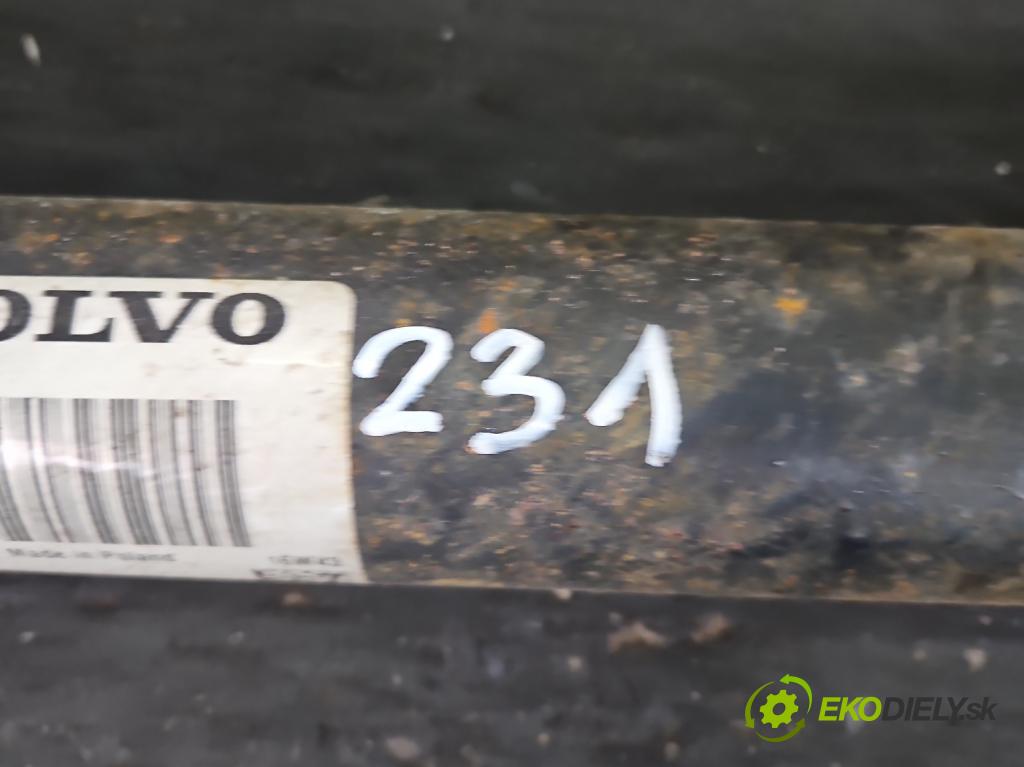 OLVO
231
Made in Poland
EKODIELY.sk